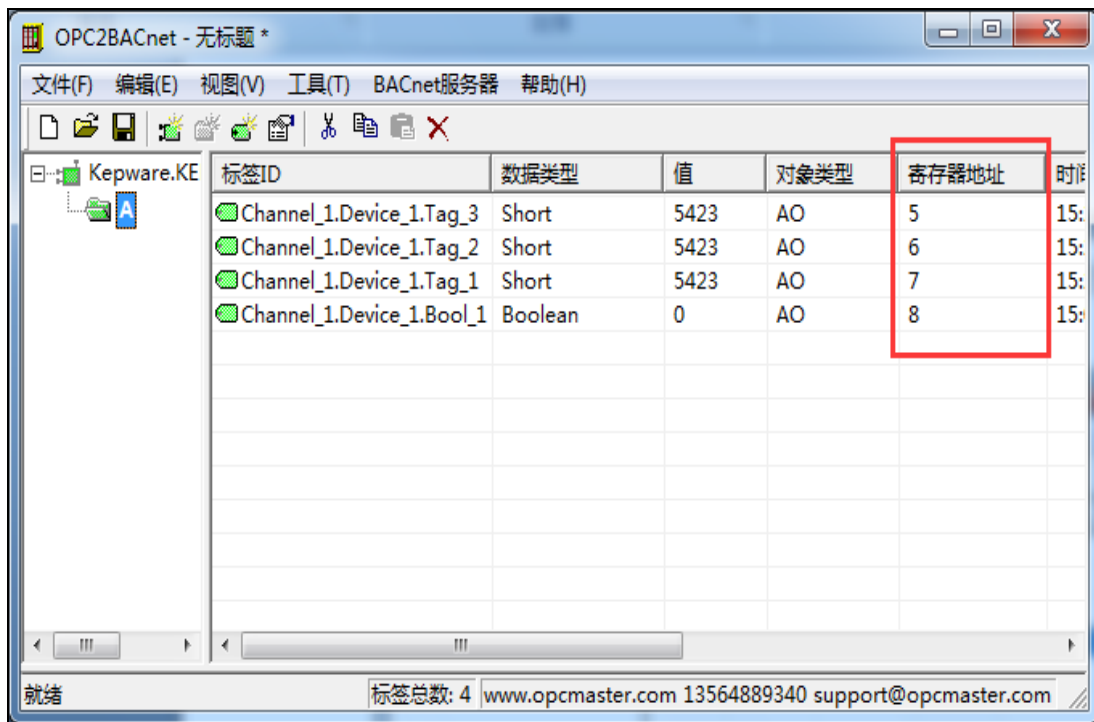 OPC2BACnet - 无标题 *
文件(F) 编辑(E) 视图(V) 工具(T) BACnet服务器 帮助(H)
Kepware.KE
A
标签ID 数据类型 值 对象类型 寄存器地址 时间
Channel_1.Device_1.Tag_3 Short 5423 AO 5 15:
Channel_1.Device_1.Tag_2 Short 5423 AO 6 15:
Channel_1.Device_1.Tag_1 Short 5423 AO 7 15:
Channel_1.Device_1.Bool_1 Boolean 0 AO 8 15:
就绪 标签总数: 4 www.opcmaster.com 13564889340 support@opcmaster.com